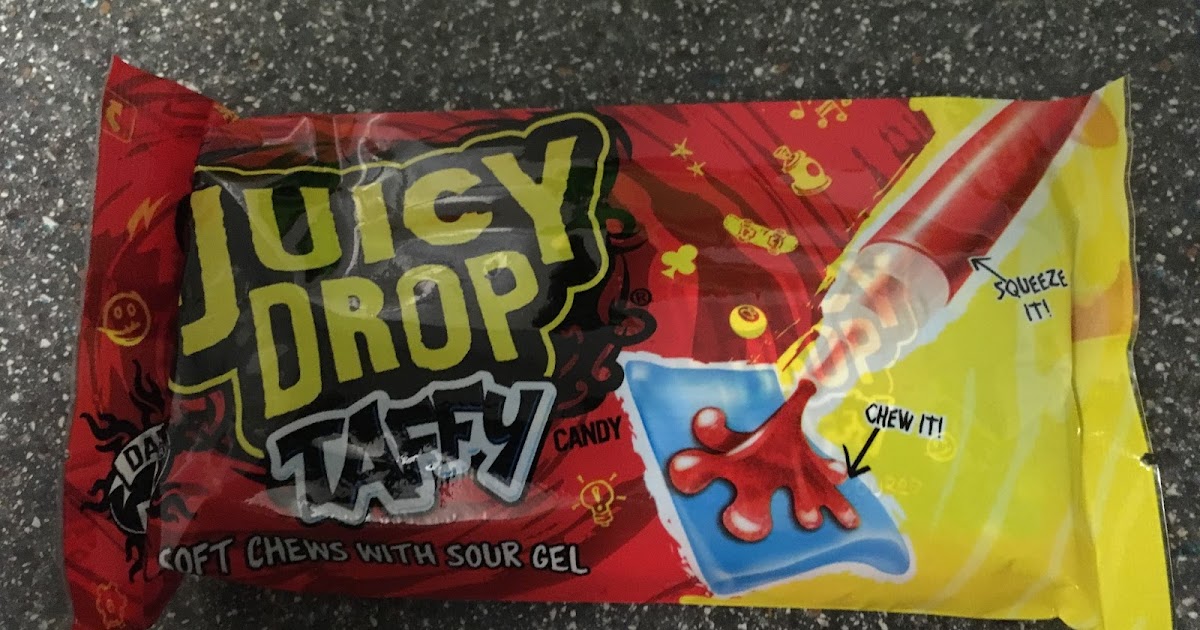 JUICY
DROP
®
TAFFY
CANDY
SOFT CHEWS WITH SOUR GEL
SQUEEZE
IT!
CHEW IT!